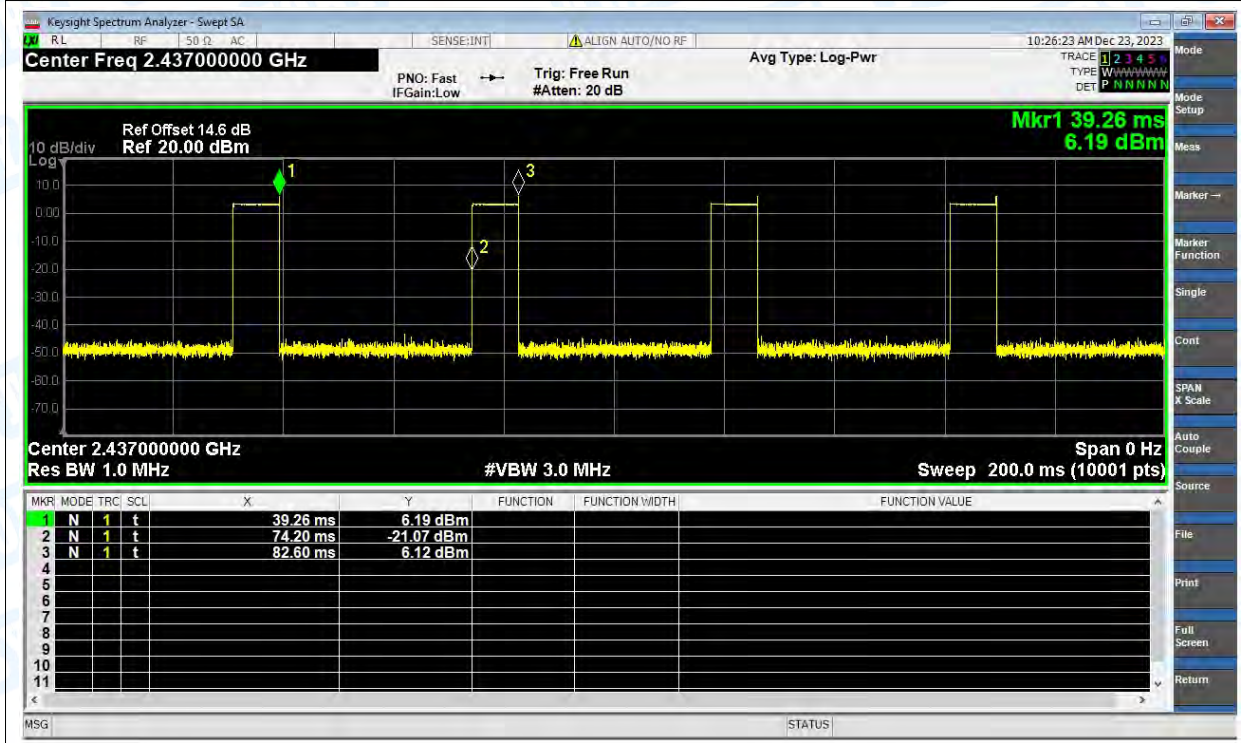 Keysight Spectrum Analyzer - Swept SA
LXI RL RF 50 Ω AC SENSE:INT ALIGN AUTO/NO RF 10:26:23 AM Dec 23, 2023
Center Freq 2.437000000 GHz Avg Type: Log-Pwr TRACE 1 2 3 4 5 6
PNO: Fast Trig: Free Run TYPE WWWWWW
IFGain:Low #Atten: 20 dB DET P N N N N N
Mkr1 39.26 ms
6.19 dBm
Ref Offset 14.6 dB
10 dB/div Ref 20.00 dBm
Log
1
3
10.0
0.00
-10.0
2
-20.0
-30.0
-40.0
-50.0
-60.0
-70.0
Center 2.437000000 GHz Span 0 Hz
Res BW 1.0 MHz #VBW 3.0 MHz Sweep 200.0 ms (10001 pts)
MKR MODE TRC SCL X Y FUNCTION FUNCTION WIDTH FUNCTION VALUE
1 N 1 t 39.26 ms 6.19 dBm
2 N 1 t 74.20 ms -21.07 dBm
3 N 1 t 82.60 ms 6.12 dBm
4
5
6
7
8
9
10
11
MSG STATUS
Mode
Mode
Setup
Meas
Marker→
Marker
Function
Single
Cont
SPAN
X Scale
Auto
Couple
Source
File
Print
Full
Screen
Return